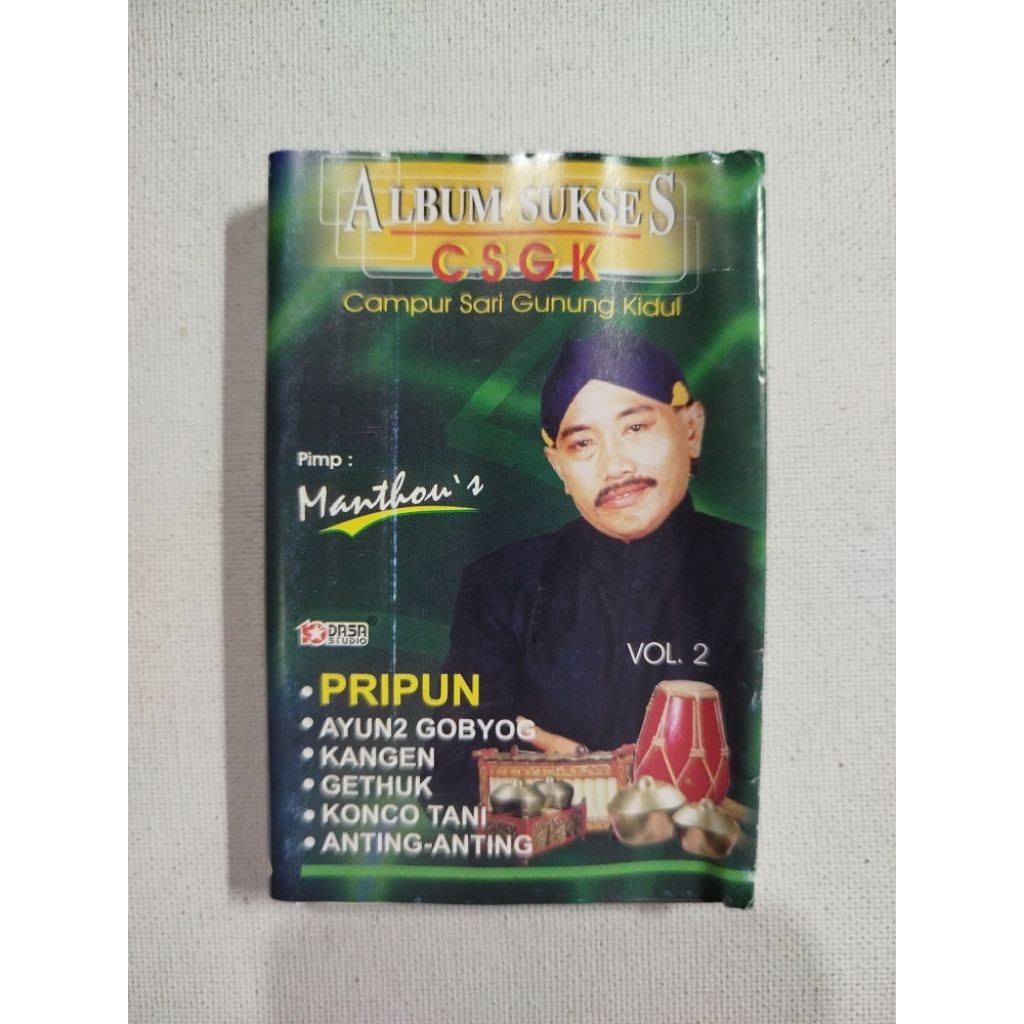 ALBUM SUKSES
CSGK
Campur Sari Gunung Kidul
Pimp :
Manthou's
DASA
STUDIO
®
VOL. 2
• PRIPUN
• AYUN2 GOBYOG
• KANGEN
• GETHUK
• KONCO TANI
• ANTING-ANTING